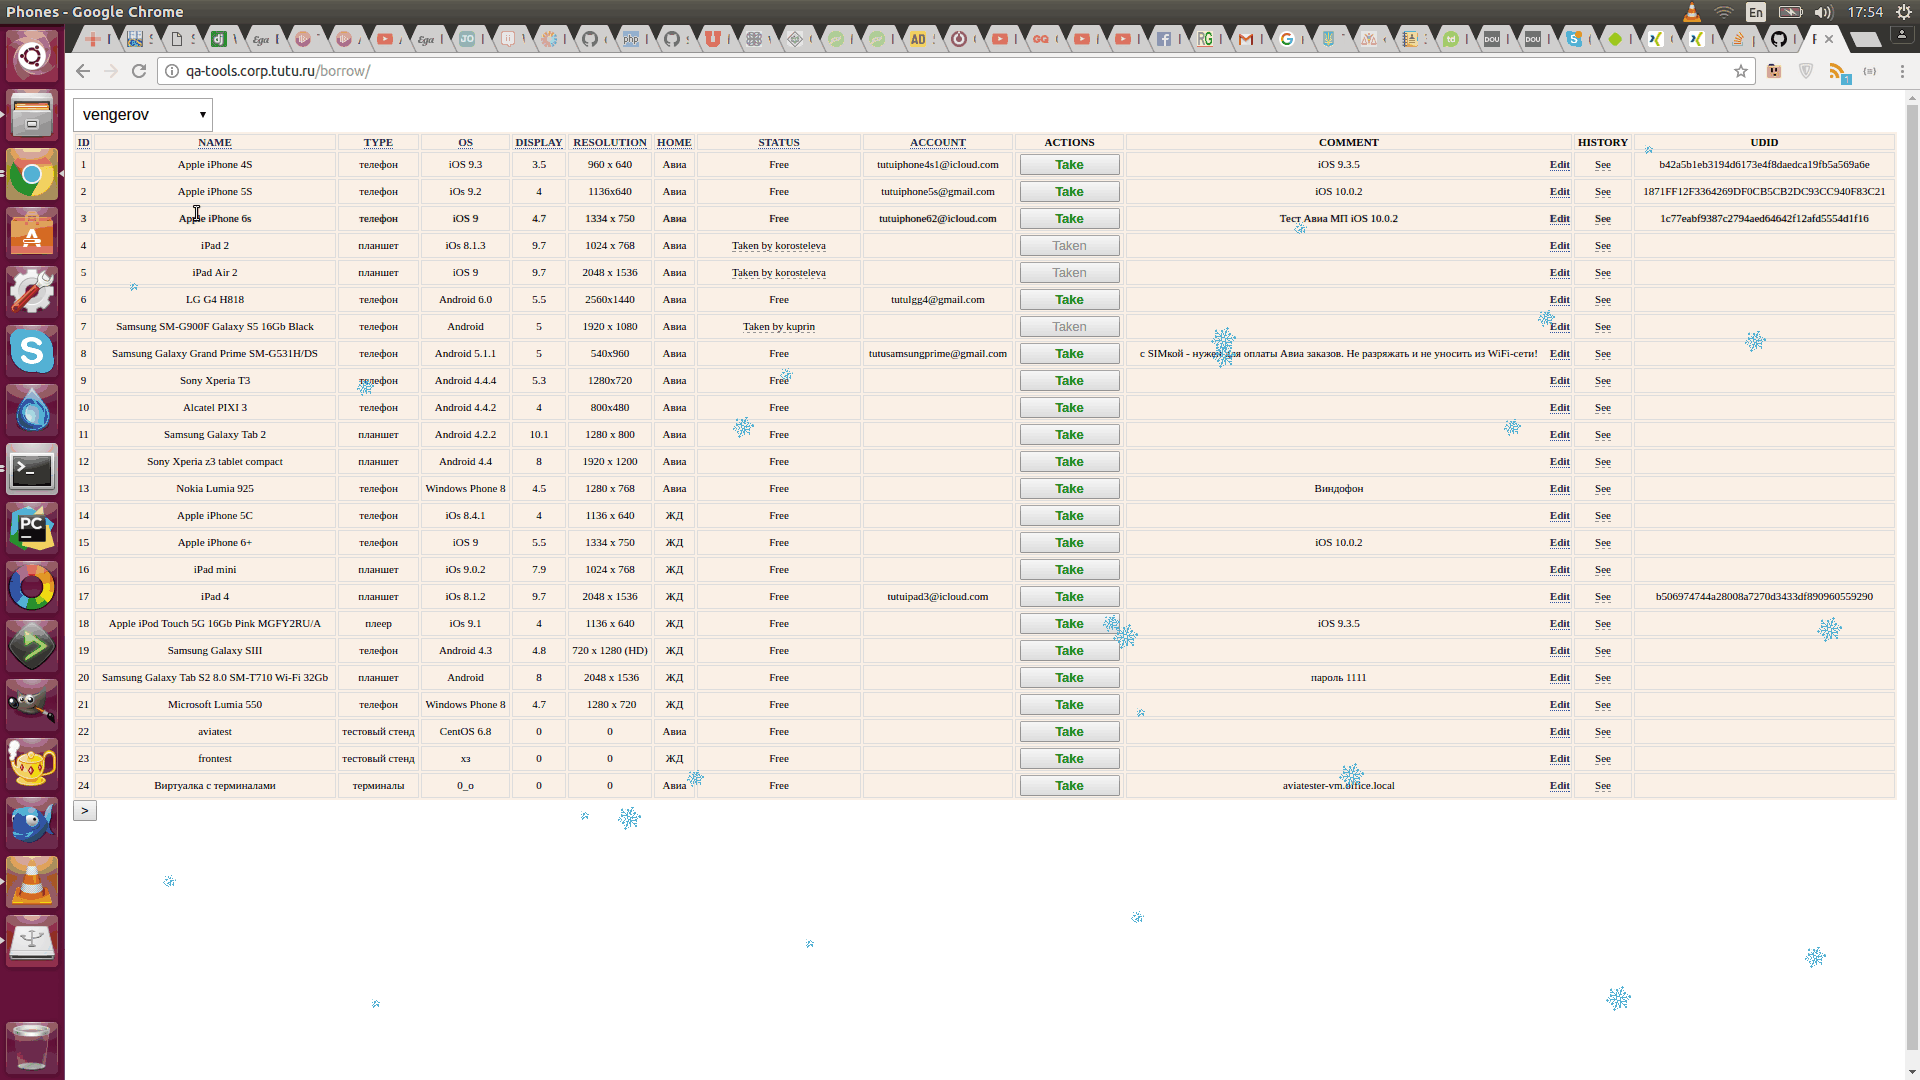 Phones - Google Chrome
En
17:54
qa-tools.corp.tutu.ru/borrow/
vengerov
ID NAME TYPE OS DISPLAY RESOLUTION HOME STATUS ACCOUNT ACTIONS COMMENT HISTORY UDID
1 Apple iPhone 4S телефон iOS 9.3 3.5 960 x 640 Авиа Free tutuiphone4s1@icloud.com Take iOS 9.3.5 Edit See b42a5b1eb3194d6173e4f8daedca19fb5a569a6e
2 Apple iPhone 5S телефон iOs 9.2 4 1136x640 Авиа Free tutuiphone5s@gmail.com Take iOS 10.0.2 Edit See 1871FF12F3364269DF0CB5CB2DC93CC940F83C21
3 Apple iPhone 6s телефон iOS 9 4.7 1334 x 750 Авиа Free tutuiphone62@icloud.com Take Тест Авиа МП iOS 10.0.2 Edit See 1c77eabf9387c2794aed64642f12afd5554d1f16
4 iPad 2 планшет iOs 8.1.3 9.7 1024 x 768 Авиа Taken by korosteleva Taken Edit See
5 iPad Air 2 планшет iOS 9 9.7 2048 x 1536 Авиа Taken by korosteleva Taken Edit See
6 LG G4 H818 телефон Android 6.0 5.5 2560x1440 Авиа Free tutulgg4@gmail.com Take Edit See
7 Samsung SM-G900F Galaxy S5 16Gb Black телефон Android 5 1920 x 1080 Авиа Taken by kuprin Taken Edit See
8 Samsung Galaxy Grand Prime SM-G531H/DS телефон Android 5.1.1 5 540x960 Авиа Free tutusamsungprime@gmail.com Take с SIMкой - нужен для оплаты Авиа заказов. Не разряжать и не уносить из WiFi-сети! Edit See
9 Sony Xperia T3 телефон Android 4.4.4 5.3 1280x720 Авиа Free Take Edit See
10 Alcatel PIXI 3 телефон Android 4.4.2 4 800x480 Авиа Free Take Edit See
11 Samsung Galaxy Tab 2 планшет Android 4.2.2 10.1 1280 x 800 Авиа Free Take Edit See
12 Sony Xperia z3 tablet compact планшет Android 4.4 8 1920 x 1200 Авиа Free Take Edit See
13 Nokia Lumia 925 телефон Windows Phone 8 4.5 1280 x 768 Авиа Free Take Виндофон Edit See
14 Apple iPhone 5C телефон iOs 8.4.1 4 1136 x 640 ЖД Free Take Edit See
15 Apple iPhone 6+ телефон iOS 9 5.5 1334 x 750 ЖД Free Take iOS 10.0.2 Edit See
16 iPad mini планшет iOs 9.0.2 7.9 1024 x 768 ЖД Free Take Edit See
17 iPad 4 планшет iOs 8.1.2 9.7 2048 x 1536 ЖД Free tutuipad3@icloud.com Take Edit See b506974744a28008a7270d3433df890960559290
18 Apple iPod Touch 5G 16Gb Pink MGFY2RU/A плеер iOs 9.1 4 1136 x 640 ЖД Free Take iOS 9.3.5 Edit See
19 Samsung Galaxy SIII телефон Android 4.3 4.8 720 x 1280 (HD) ЖД Free Take Edit See
20 Samsung Galaxy Tab S2 8.0 SM-T710 Wi-Fi 32Gb планшет Android 8 2048 x 1536 ЖД Free Take пароль 1111 Edit See
21 Microsoft Lumia 550 телефон Windows Phone 8 4.7 1280 x 720 ЖД Free Take Edit See
22 aviatest тестовый стенд CentOS 6.8 0 0 Авиа Free Take Edit See
23 frontest тестовый стенд хз 0 0 ЖД Free Take Edit See
24 Виртуалка с терминалами терминалы 0_о 0 0 Авиа Free Take aviatester-vm.office.local Edit See
>